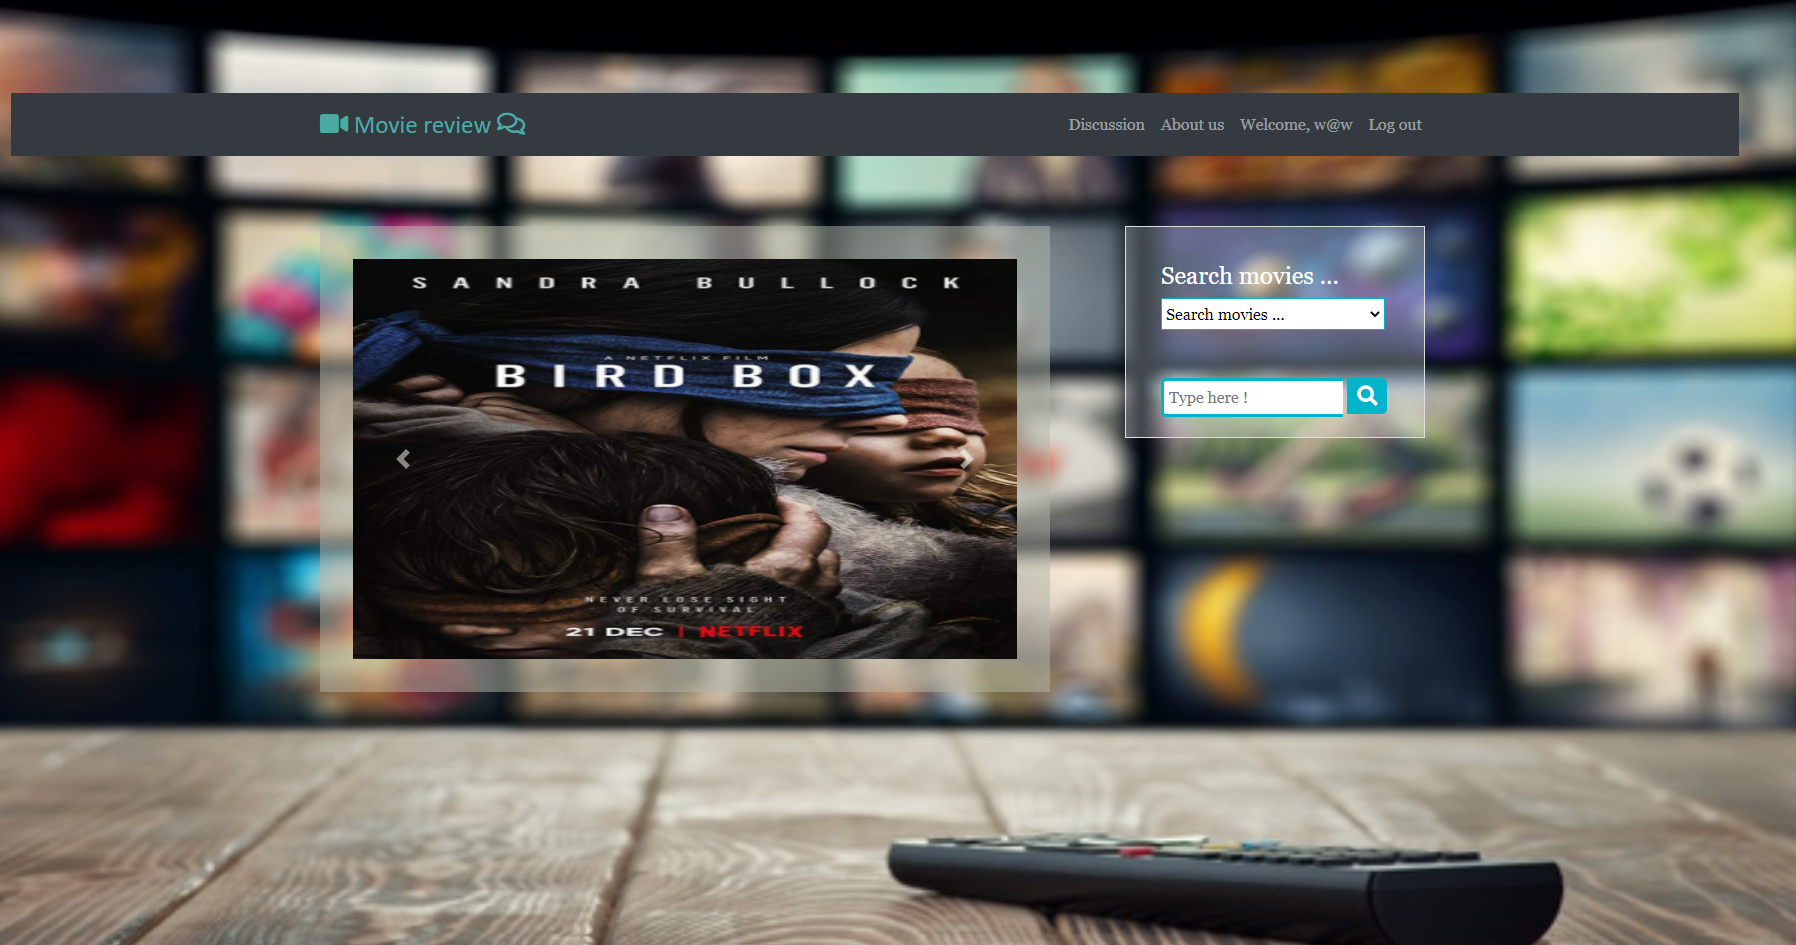 Movie review
Discussion About us Welcome, w@w Log out
SANDRA BULLOCK
A NETFLIX FILM
BIRD BOX
NEVER LOSE SIGHT
OF SURVIVAL
21 DEC | NETFLIX
Search movies ...
Search movies ...
Type here !